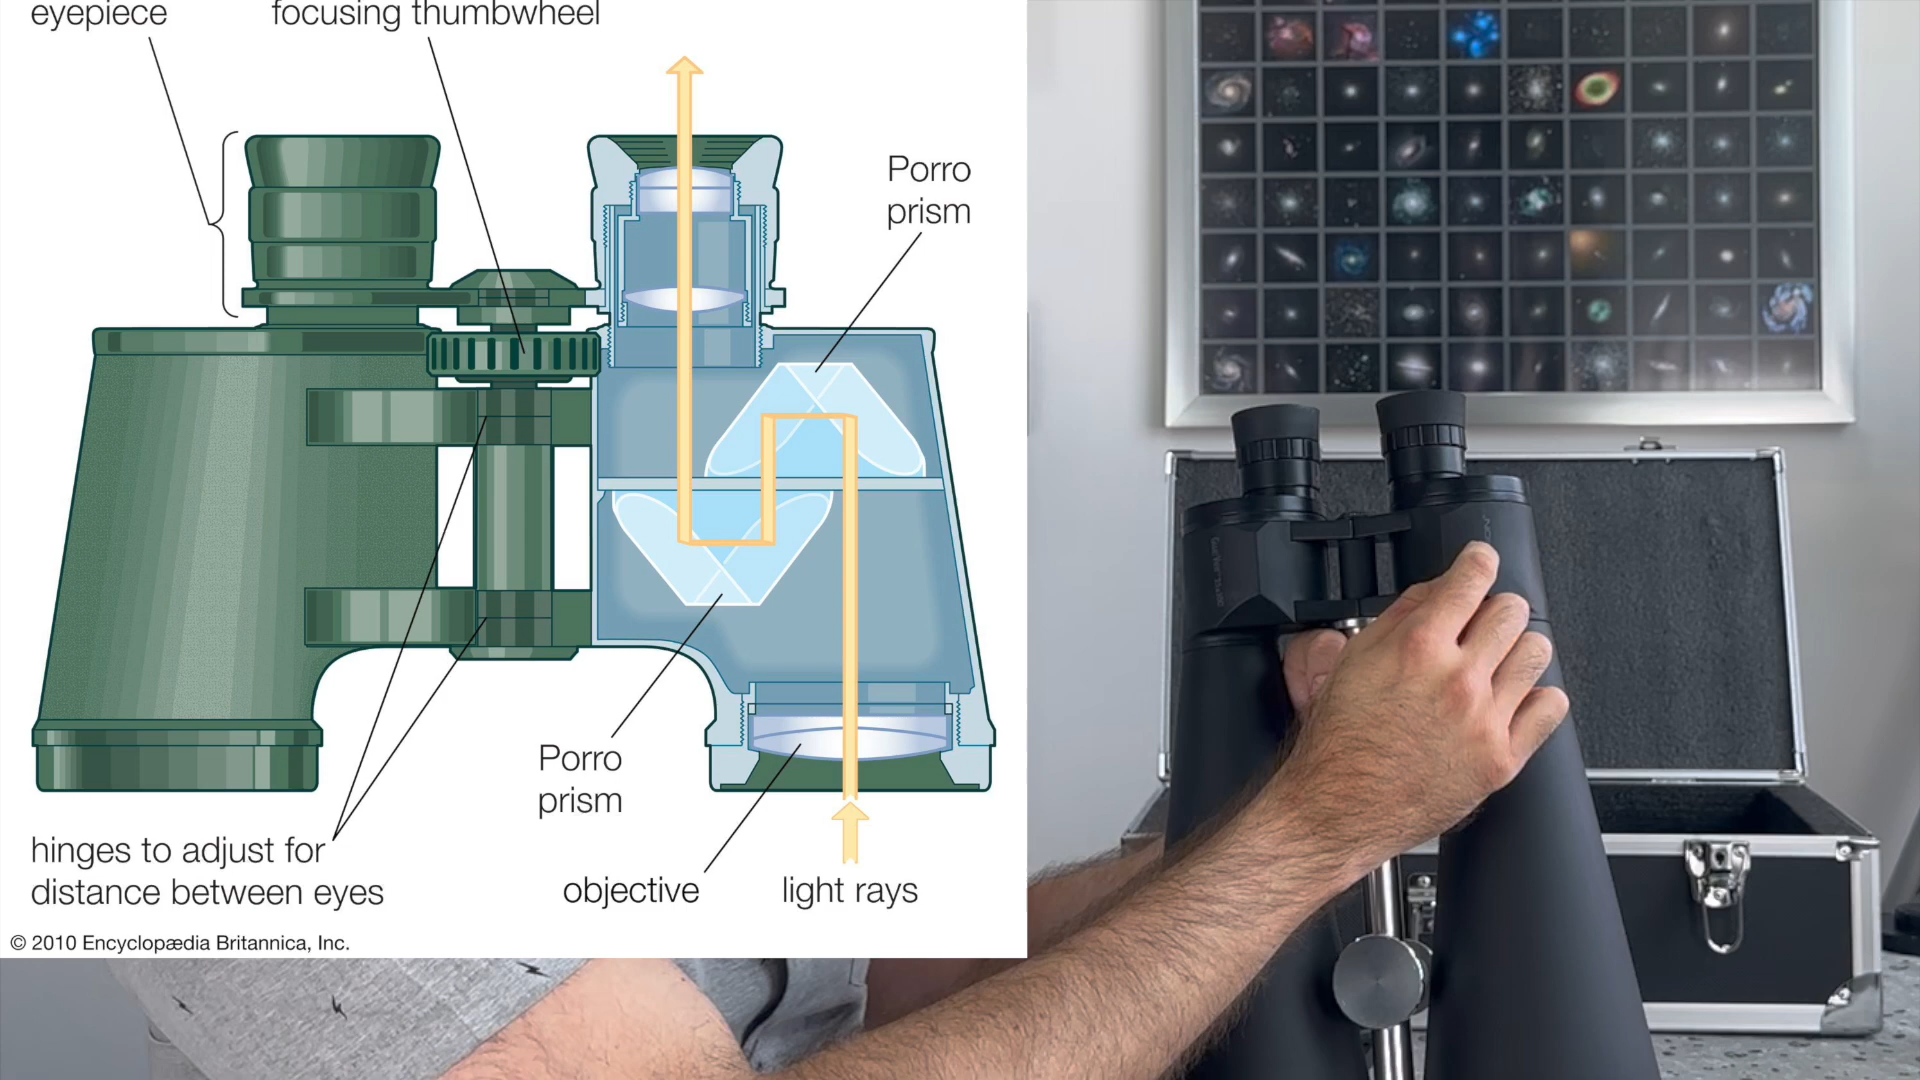 eyepiece
focusing thumbwheel
Porro
prism
Porro
prism
hinges to adjust for
distance between eyes
objective
light rays
© 2010 Encyclopædia Britannica, Inc.